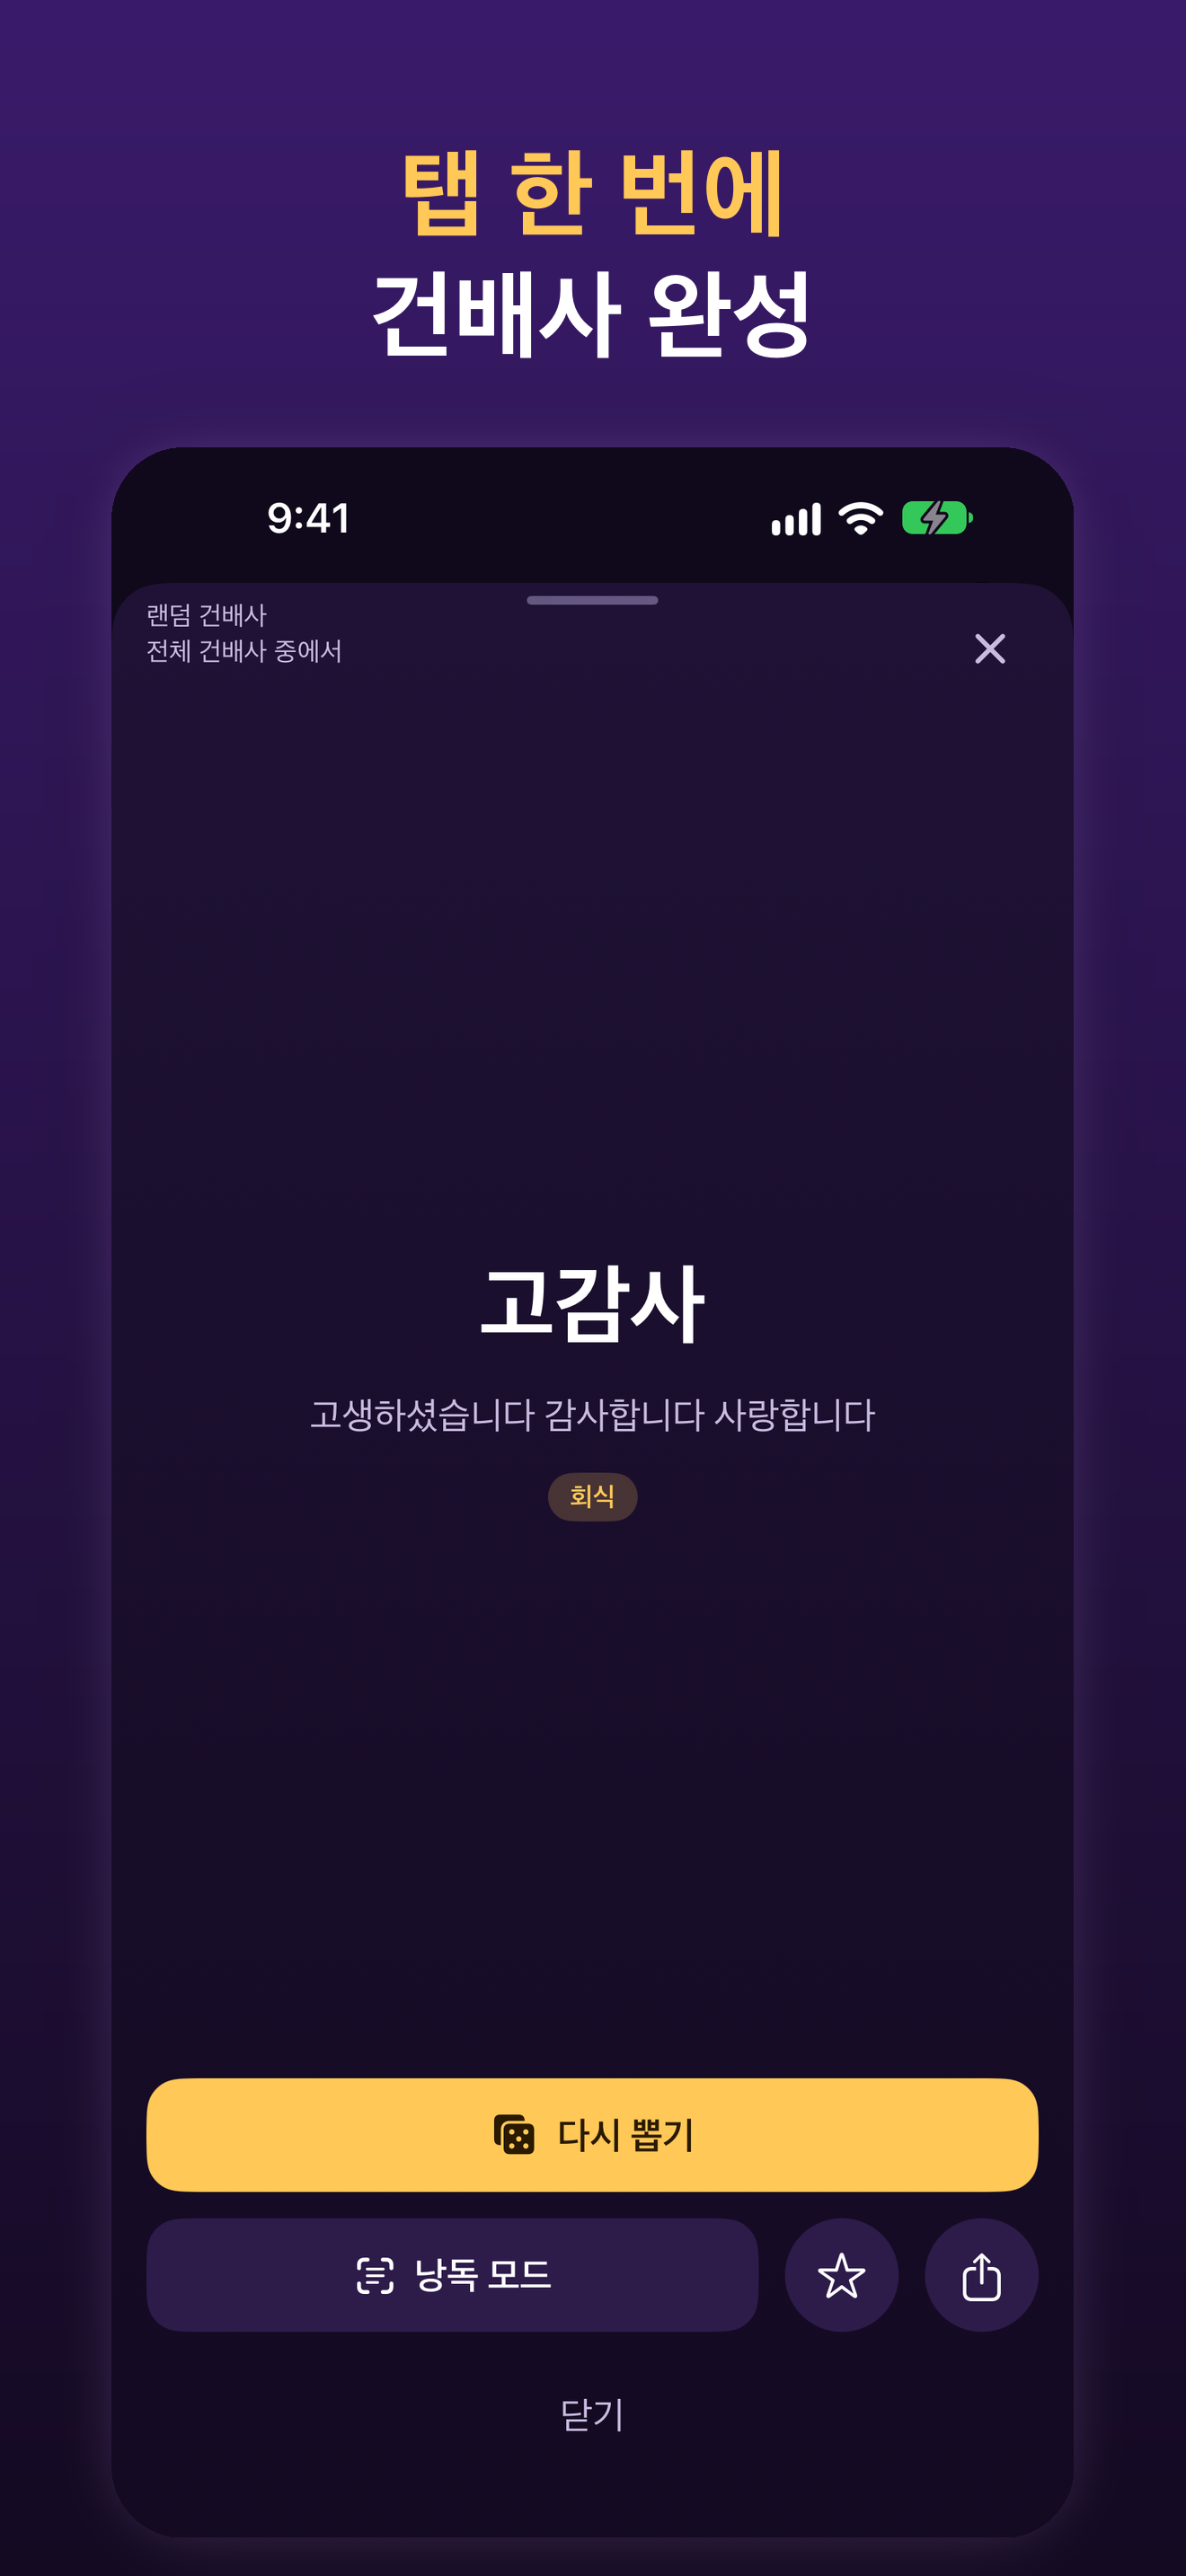 탭 한 번에
건배사 완성
9:41
랜덤 건배사
전체 건배사 중에서
고감사
고생하셨습니다 감사합니다 사랑합니다
회식
다시 뽑기
낭독 모드
닫기